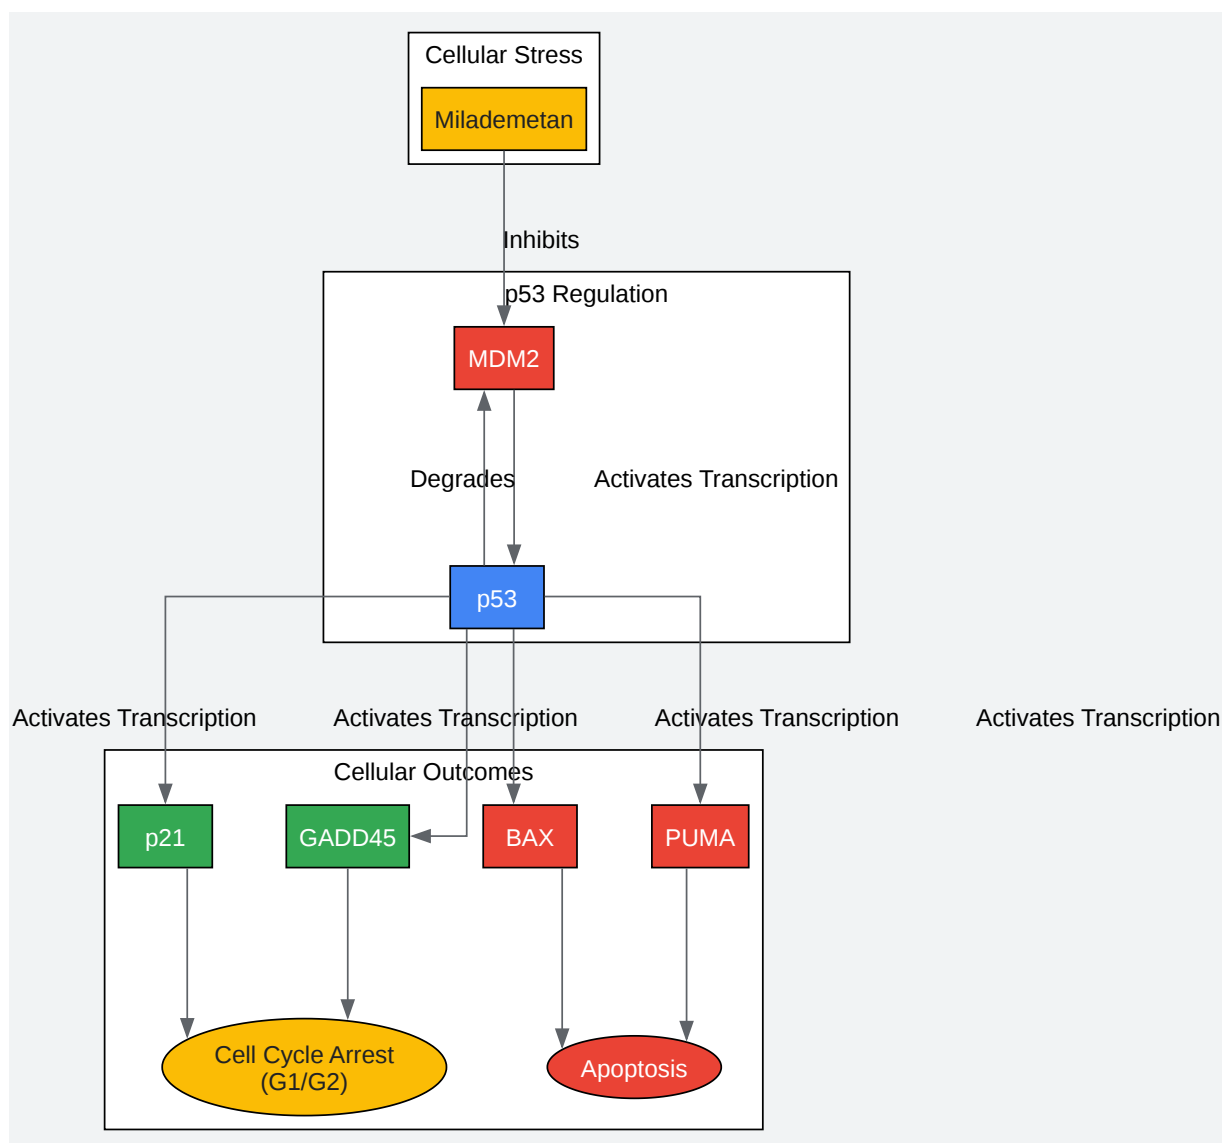 Cellular Stress
Milademetan
Inhibits
p53 Regulation
MDM2
Degrades
Activates Transcription
p53
Activates Transcription
Activates Transcription
Activates Transcription
Activates Transcription
Cellular Outcomes
p21
GADD45
BAX
PUMA
Cell Cycle Arrest
(G1/G2)
Apoptosis